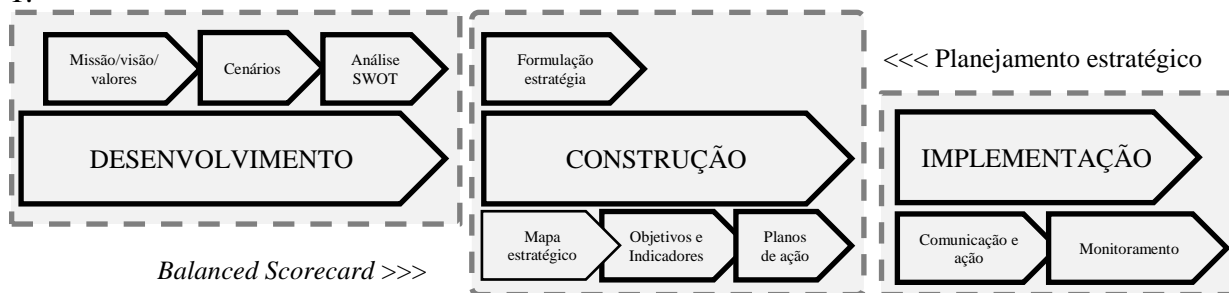 1.
Missão/visão/
valores
Cenários
Análise
SWOT
Formulação
estratégia
<<< Planejamento estratégico
DESENVOLVIMENTO
CONSTRUÇÃO
IMPLEMENTAÇÃO
Mapa
estratégico
Objetivos e
Indicadores
Planos
de ação
Comunicação e
ação
Monitoramento
Balanced Scorecard >>>